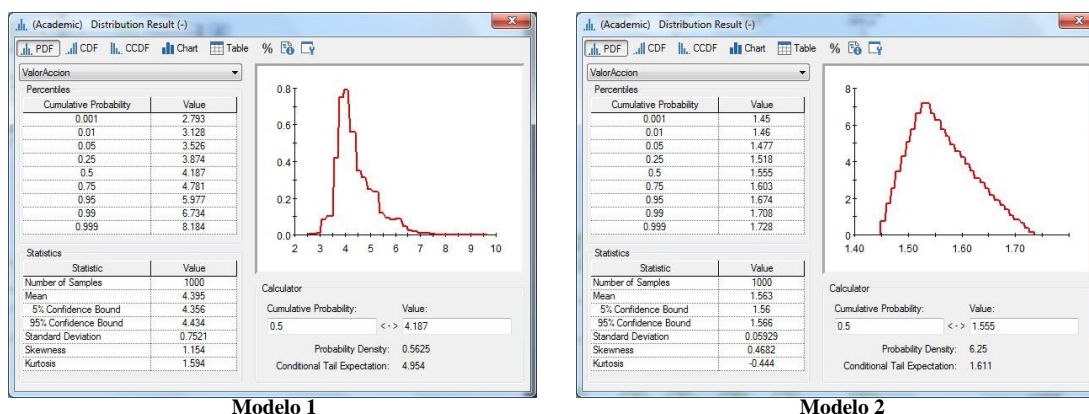 (Academic) Distribution Result (-)
PDF CDF CCDF Chart Table %
ValorAccion
Percentiles
Cumulative Probability Value
0.001 2.793
0.01 3.128
0.05 3.526
0.25 3.874
0.5 4.187
0.75 4.781
0.95 5.977
0.99 6.734
0.999 8.184
Statistics
Statistic Value
Number of Samples 1000
Mean 4.395
5% Confidence Bound 4.356
95% Confidence Bound 4.434
Standard Deviation 0.7521
Skewness 1.154
Kurtosis 1.594
0.8
0.6
0.4
0.2
0.0
2 3 4 5 6 7 8 9 10
Calculator
Cumulative Probability: Value:
0.5 <-> 4.187
Probability Density: 0.5625
Conditional Tail Expectation: 4.954
Modelo 1
(Academic) Distribution Result (-)
PDF CDF CCDF Chart Table %
ValorAccion
Percentiles
Cumulative Probability Value
0.001 1.45
0.01 1.46
0.05 1.477
0.25 1.518
0.5 1.555
0.75 1.603
0.95 1.674
0.99 1.708
0.999 1.728
Statistics
Statistic Value
Number of Samples 1000
Mean 1.563
5% Confidence Bound 1.56
95% Confidence Bound 1.566
Standard Deviation 0.05929
Skewness 0.4682
Kurtosis -0.444
8
6
4
2
0
1.40 1.50 1.60 1.70
Calculator
Cumulative Probability: Value:
0.5 <-> 1.555
Probability Density: 6.25
Conditional Tail Expectation: 1.611
Modelo 2